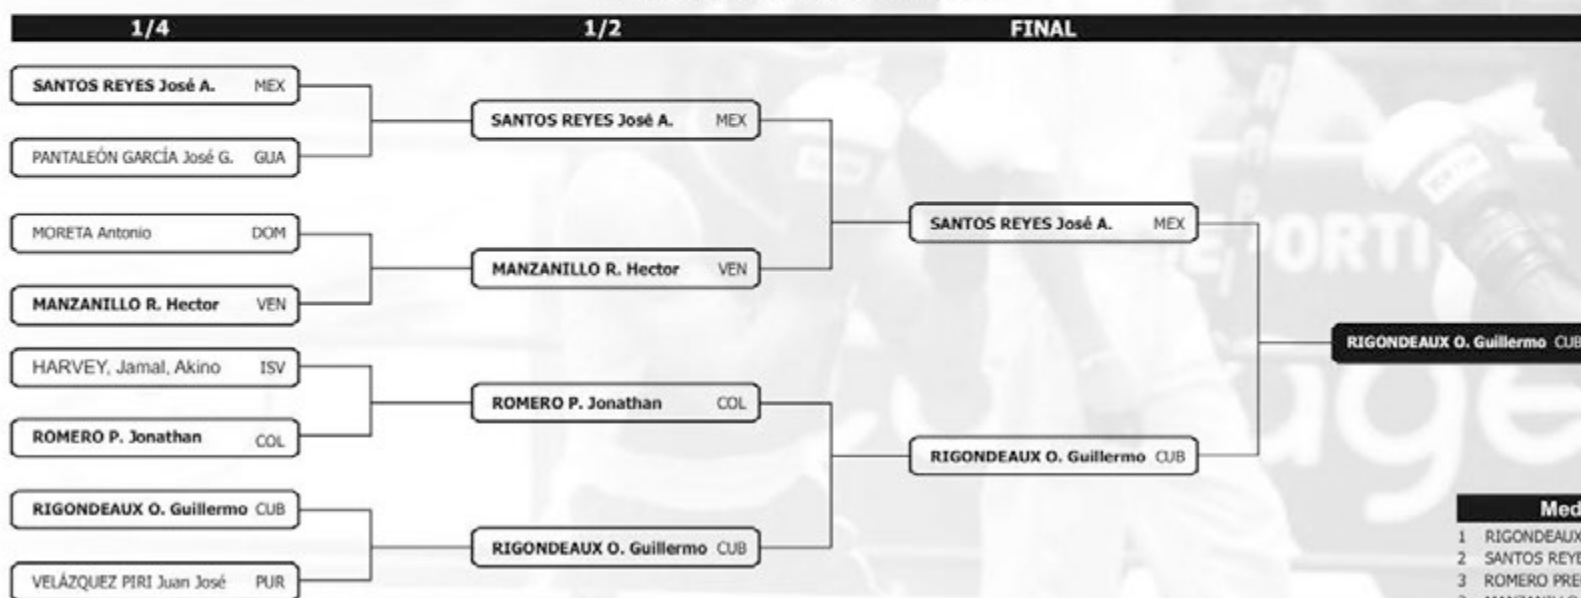 1/4 1/2 FINAL
SANTOS REYES José A. MEX
PANTALEÓN GARCÍA José G. GUA
MORETA Antonio DOM
MANZANILLO R. Hector VEN
HARVEY, Jamal, Akino ISV
ROMERO P. Jonathan COL
RIGONDEAUX O. Guillermo CUB
VELÁZQUEZ PIRI Juan José PUR
SANTOS REYES José A. MEX
MANZANILLO R. Hector VEN
ROMERO P. Jonathan COL
RIGONDEAUX O. Guillermo CUB
SANTOS REYES José A. MEX
RIGONDEAUX O. Guillermo CUB
RIGONDEAUX O. Guillermo CUB
Med
1 RIGONDEAUX
2 SANTOS REYE
3 ROMERO PRE